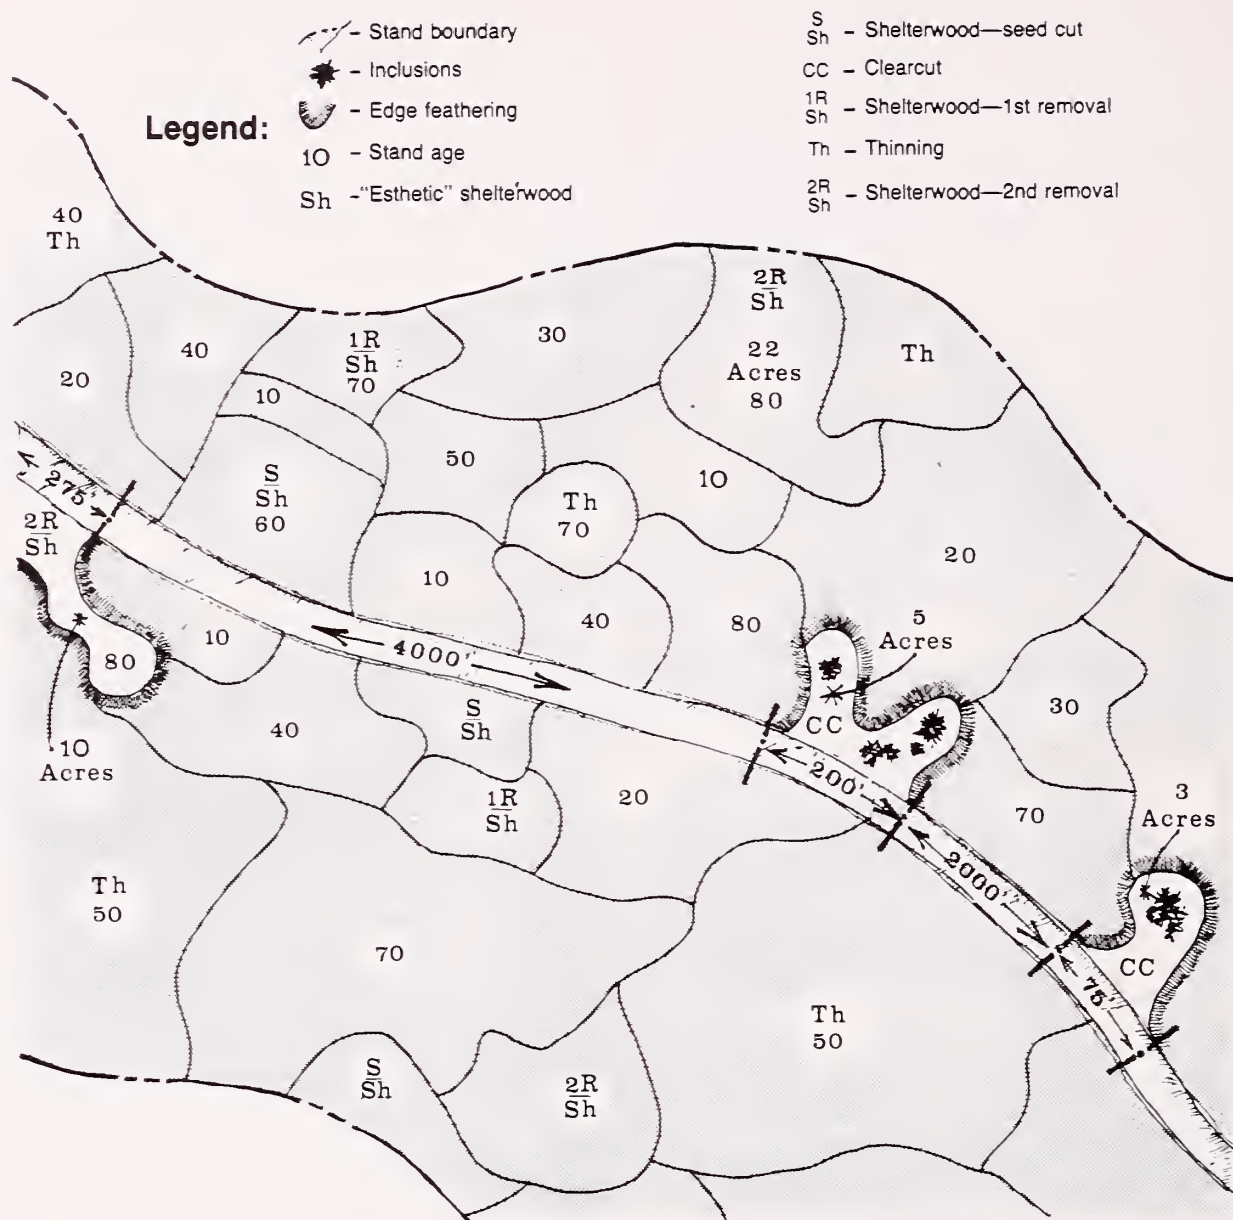 Legend:
- Stand boundary
- Inclusions
- Edge feathering
10 - Stand age
Sh - "Esthetic" shelterwood
S
Sh - Shelterwood—seed cut
CC - Clearcut
1R
Sh - Shelterwood—1st removal
Th - Thinning
2R
Sh - Shelterwood—2nd removal
40
Th
20
40
1R
Sh
70
10
30
2R
Sh
22
Acres
80
Th
50
10
Th
70
S
Sh
60
275'
2R
Sh
20
10
40
80
5
Acres
10
80
4000'
CC
30
10
Acres
40
S
Sh
200'
1R
Sh
20
70
3
Acres
2000'
Th
50
70
CC
75'
Th
50
S
Sh
2R
Sh